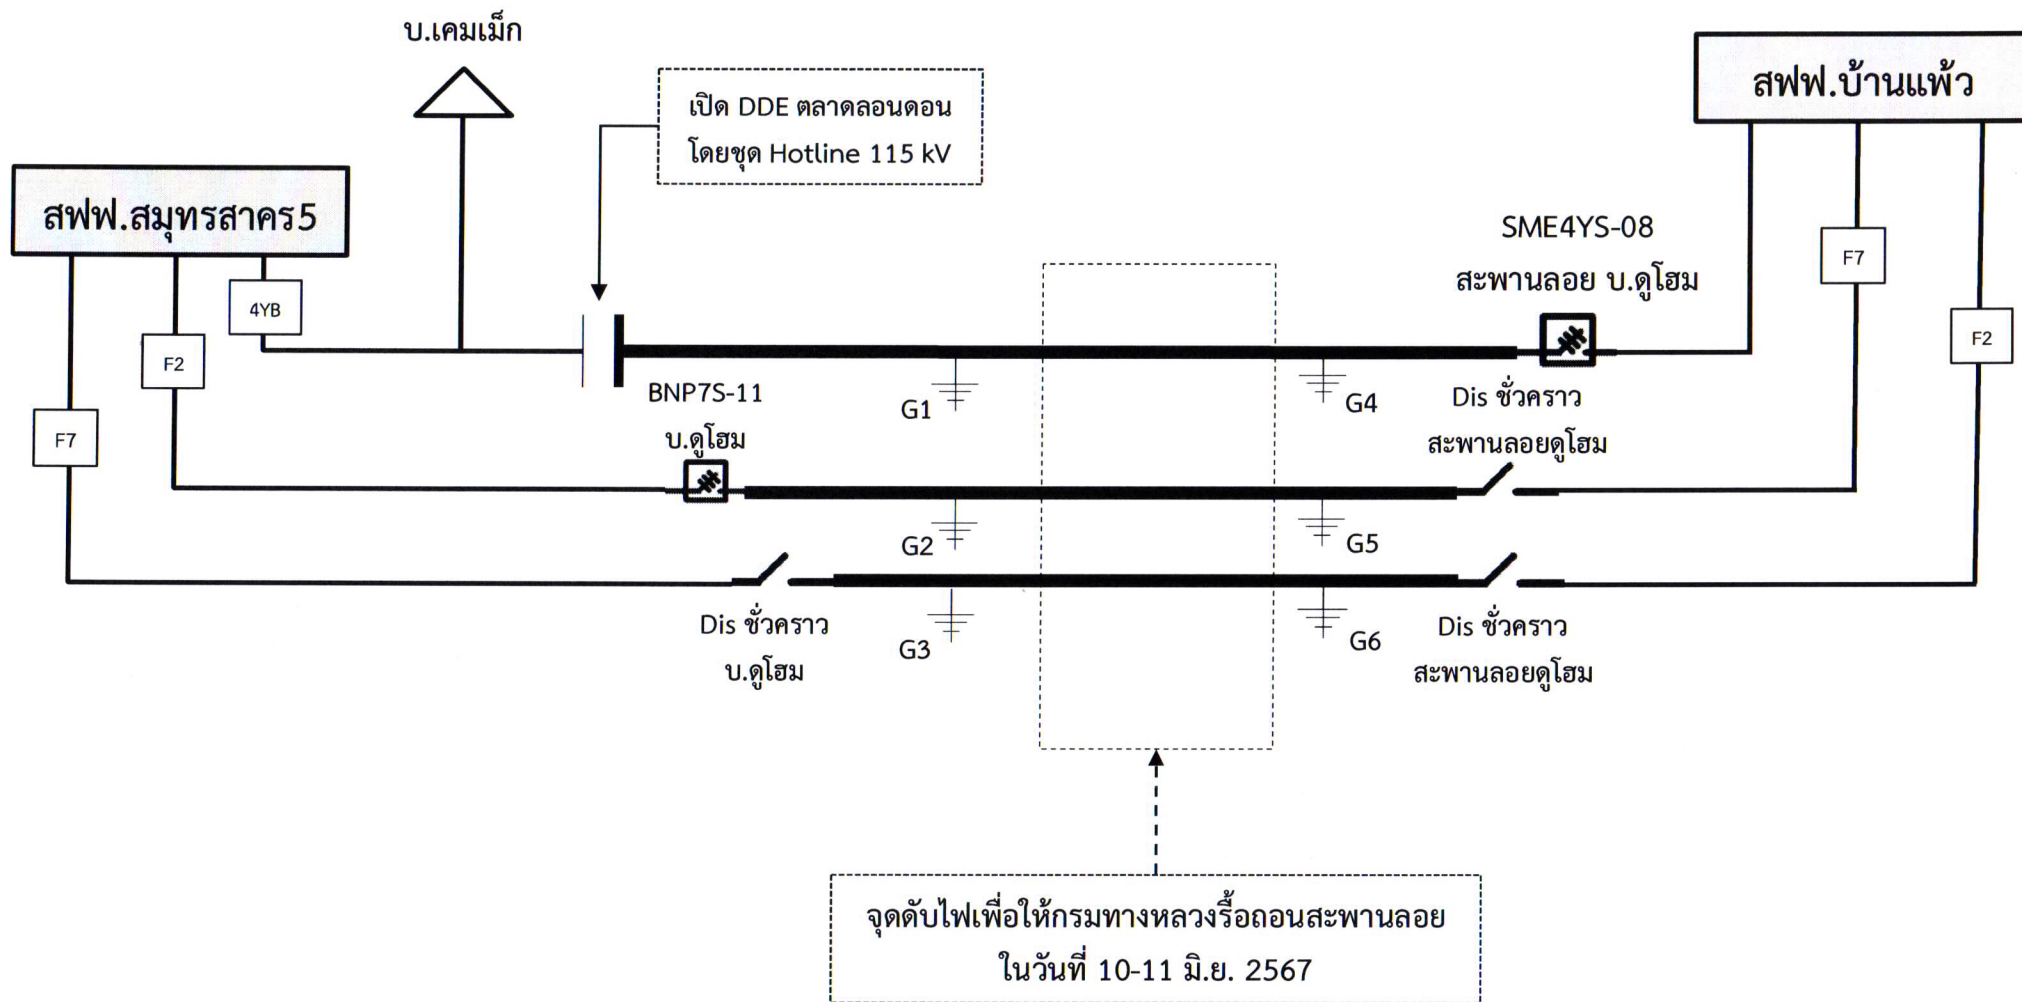 บ.เคมเม็ก
เปิด DDE ตลาดลอนดอน
โดยชุด Hotline 115 kV
สฟฟ.บ้านแพ้ว
สฟฟ.สมุทรสาคร5
SME4YS-08
สะพานลอย บ.ดูโฮม
F7
4YB
F2
F2
F7
BNP7S-11
บ.ดูโฮม
G1
G4
Dis ชั่วคราว
สะพานลอยดูโฮม
G2
G5
Dis ชั่วคราว
บ.ดูโฮม
G3
G6
Dis ชั่วคราว
สะพานลอยดูโฮม
จุดดับไฟเพื่อให้กรมทางหลวงรื้อถอนสะพานลอย
ในวันที่ 10-11 มิ.ย. 2567